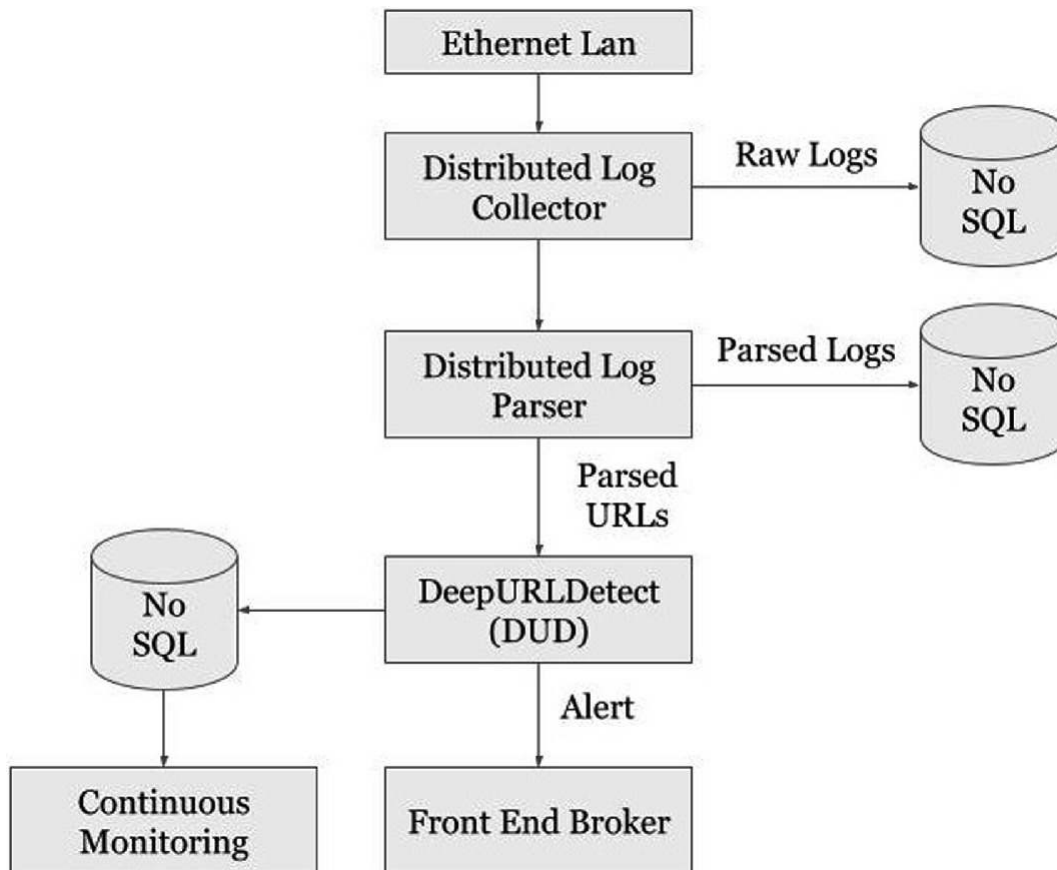 Ethernet Lan
Distributed Log
Collector
Raw Logs
No
SQL
Distributed Log
Parser
Parsed Logs
No
SQL
Parsed
URLs
No
SQL
DeepURLDetect
(DUD)
Alert
Continuous
Monitoring
Front End Broker